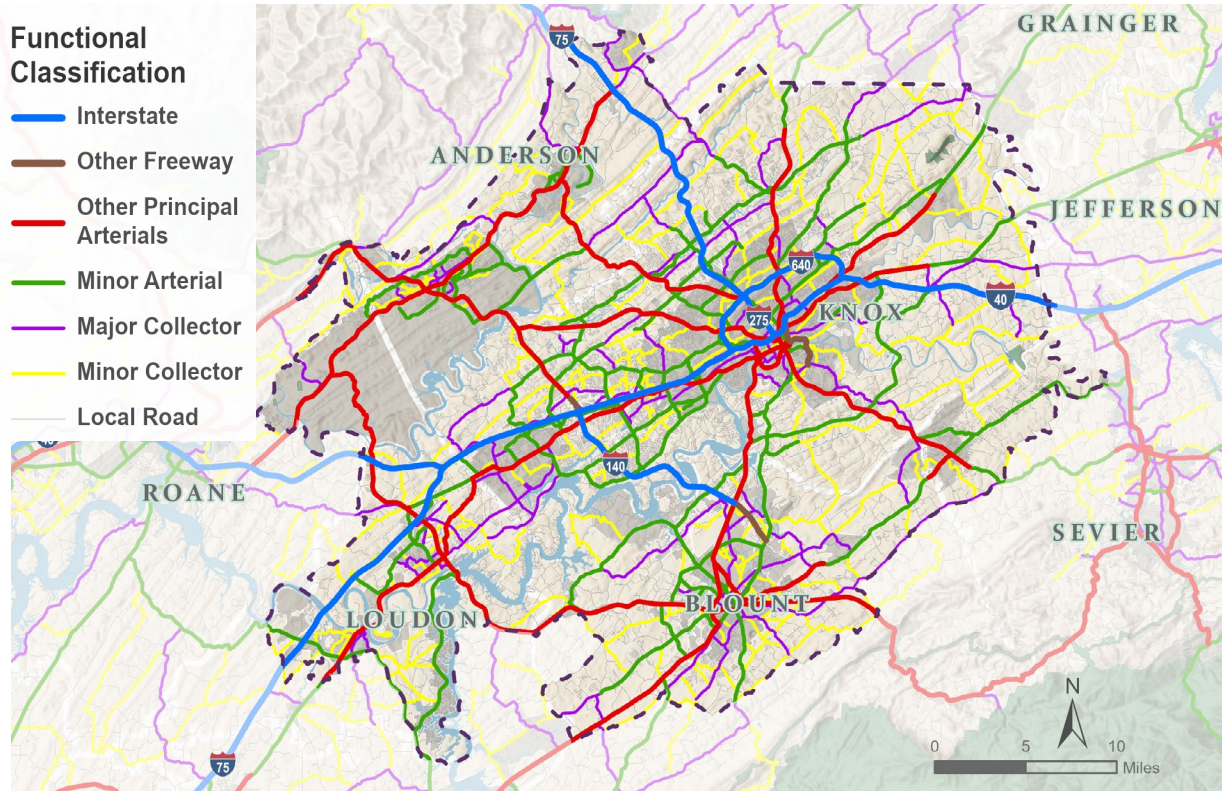 Functional
Classification
Interstate
Other Freeway
Other Principal
Arterials
Minor Arterial
Major Collector
Minor Collector
Local Road
75
GRAINGER
ANDERSON
JEFFERSON
640
40
275
KNOX
140
ROANE
SEVIER
BLOUNT
LOUDON
75
N
0 5 10
Miles